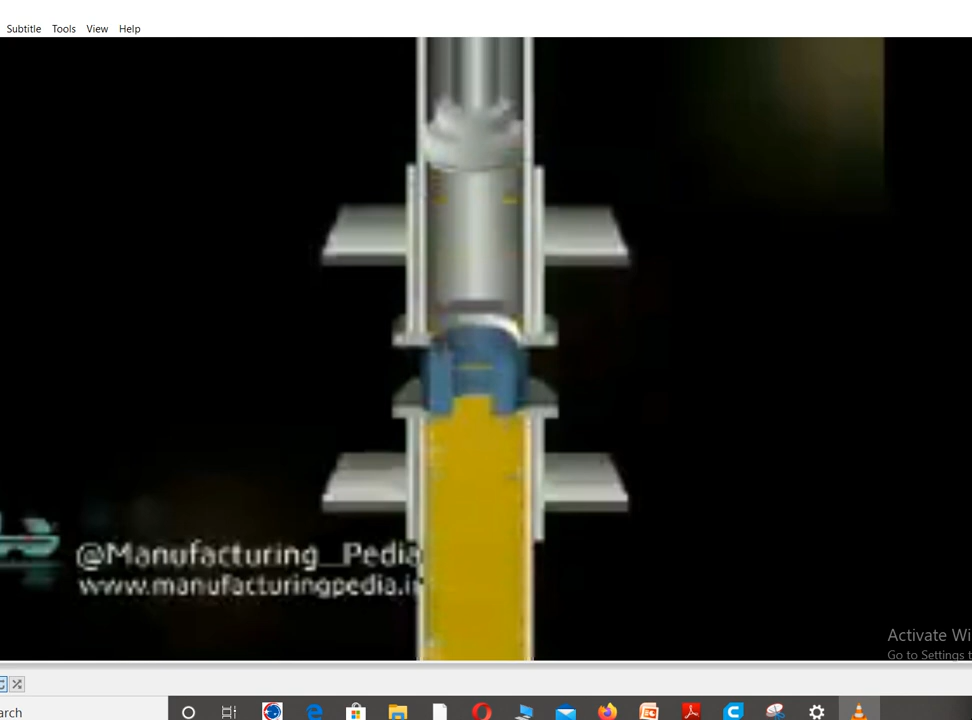 Subtitle Tools View Help
@Manufacturing_Pedia
www.manufacturingpedia.i
Activate Wi
Go to Settings t
arch